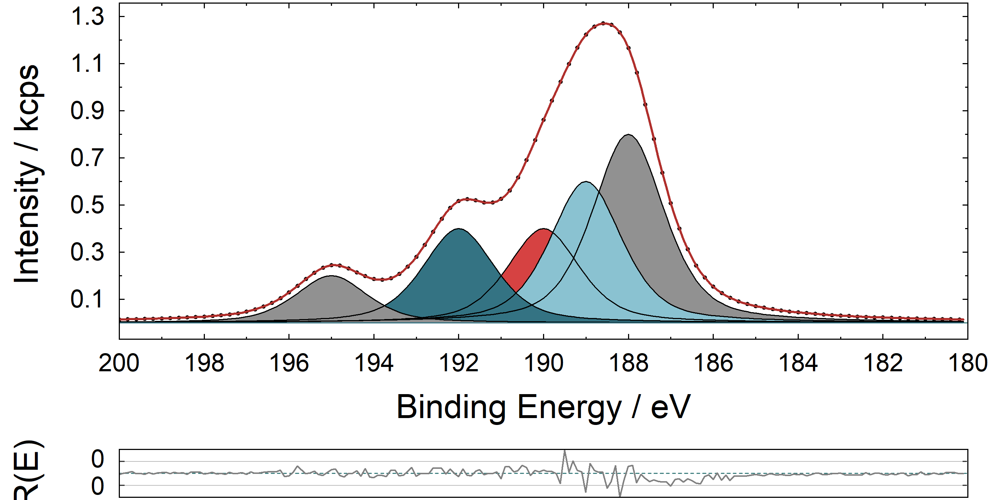 Intensity / kcps
1.3
1.1
0.9
0.7
0.5
0.3
0.1
200 198 196 194 192 190 188 186 184 182 180
Binding Energy / eV
R(E)
0
0